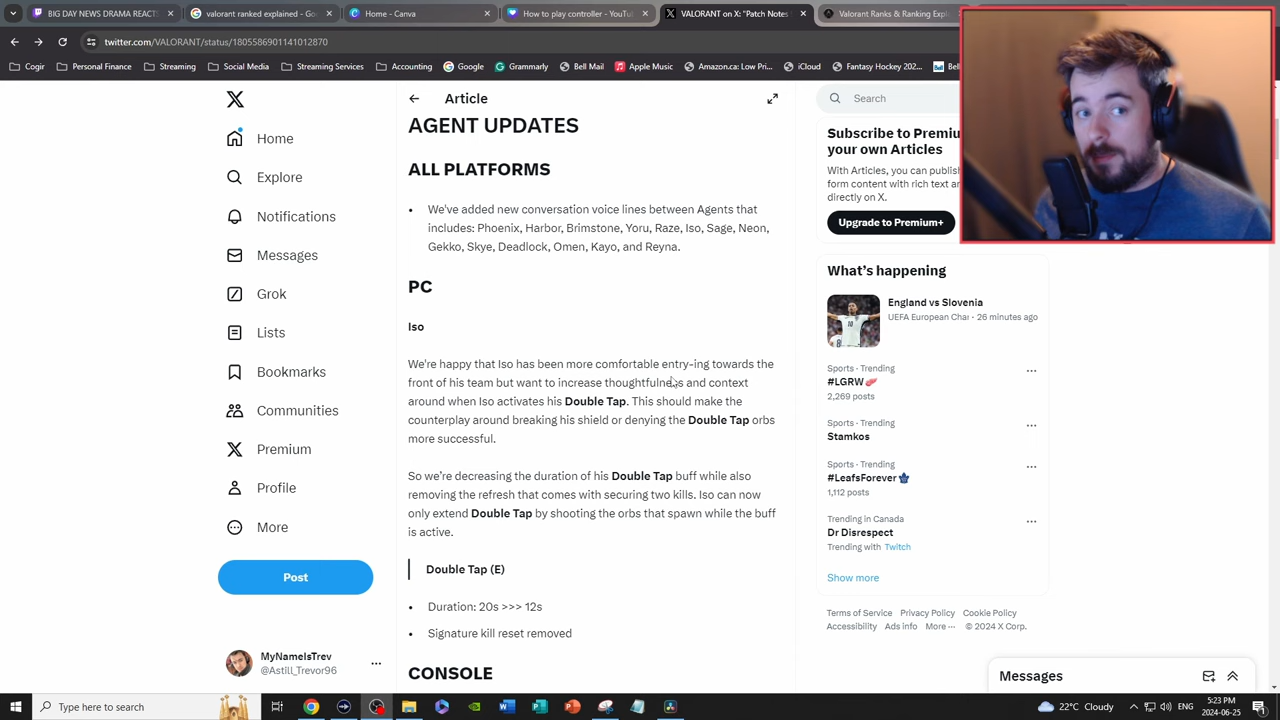 BIG DAY NEWS DRAMA REACTS
valorant rank explained - Goo
Home - Canva
How to play controller - YouTu
VALORANT on X: "Patch Notes
Valorant Ranks & Ranking Expl
twitter.com/VALORANT/status/1805586901141012870
Cogir
Personal Finance
Streaming
Social Media
Streaming Services
Accounting
Google
Grammarly
Bell Mail
Apple Music
Amazon.ca: Low Pri...
iCloud
Fantasy Hockey 202...
Home
Explore
Notifications
Messages
Grok
Lists
Bookmarks
Communities
Premium
Profile
More
Post
MyNameIsTrev
@Astill_Trevor96
Article
AGENT UPDATES
ALL PLATFORMS
• We've added new conversation voice lines between Agents that
includes: Phoenix, Harbor, Brimstone, Yoru, Raze, Iso, Sage, Neon,
Gekko, Skye, Deadlock, Omen, Kayo, and Reyna.
PC
Iso
We're happy that Iso has been more comfortable entry-ing towards the
front of his team but want to increase thoughtfulness and context
around when Iso activates his Double Tap. This should make the
counterplay around breaking his shield or denying the Double Tap orbs
more successful.
So we're decreasing the duration of his Double Tap buff while also
removing the refresh that comes with securing two kills. Iso can now
only extend Double Tap by shooting the orbs that spawn while the buff
is active.
Double Tap (E)
• Duration: 20s >>> 12s
• Signature kill reset removed
CONSOLE
Search
Subscribe to Premiu
your own Articles
With Articles, you can publis
form content with rich text a
directly on X.
Upgrade to Premium+
What's happening
England vs Slovenia
UEFA European Char · 26 minutes ago
Sports · Trending
#LGRW
2,269 posts
Sports · Trending
Stamkos
Sports · Trending
#LeafsForever
1,112 posts
Trending in Canada
Dr Disrespect
Trending with Twitch
Show more
Terms of Service Privacy Policy Cookie Policy
Accessibility Ads info More ··· © 2024 X Corp.
Messages
Type here to search
22°C Cloudy
ENG
5:23 PM
2024-06-25